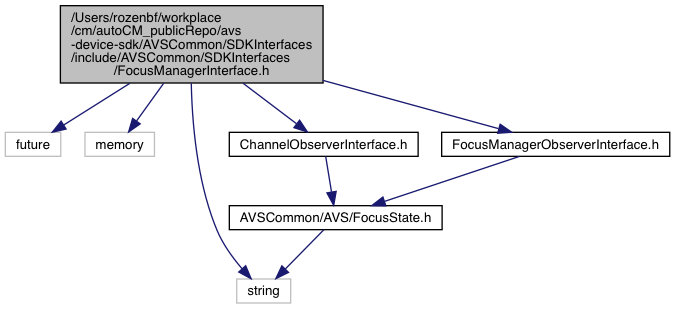 /Users/rozenbf/workplace
/cm/autoCM_publicRepo/avs
-device-sdk/AVSCommon/SDKInterfaces
/include/AVSCommon/SDKInterfaces
/FocusManagerInterface.h
future
memory
ChannelObserverInterface.h
FocusManagerObserverInterface.h
AVSCommon/AVS/FocusState.h
string